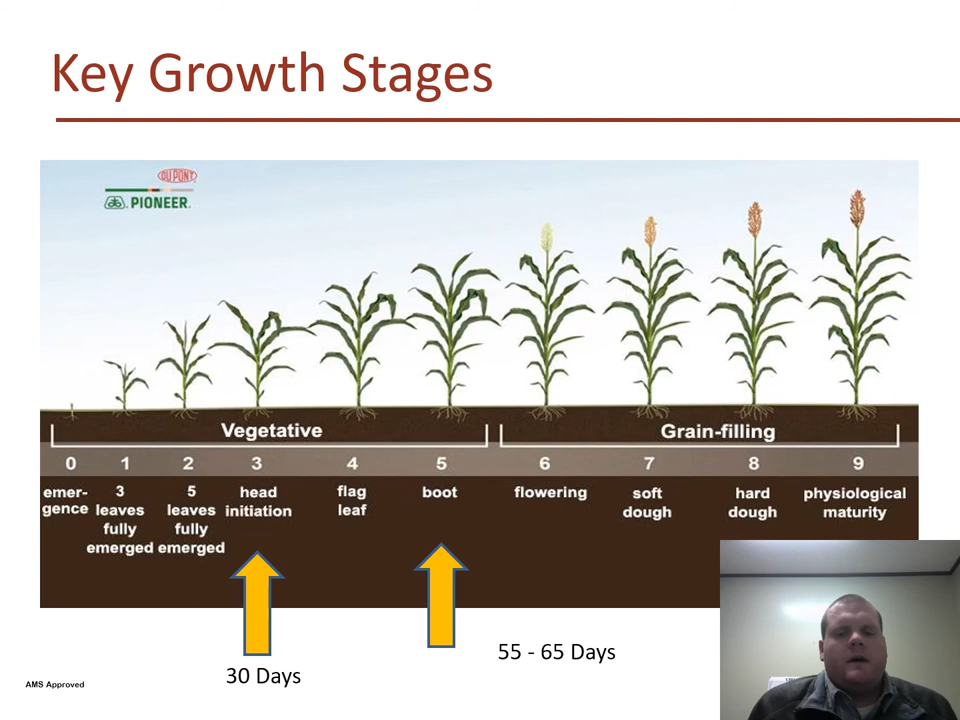 Key Growth Stages
DU PONT
PIONEER.
Vegetative
Grain-filling
0 1 2 3 4 5 6 7 8 9
emer-
gence
3
leaves
fully
emerged
5
leaves
fully
emerged
head
initiation
flag
leaf
boot
flowering
soft
dough
hard
dough
physiological
maturity
30 Days
55 - 65 Days
AMS Approved